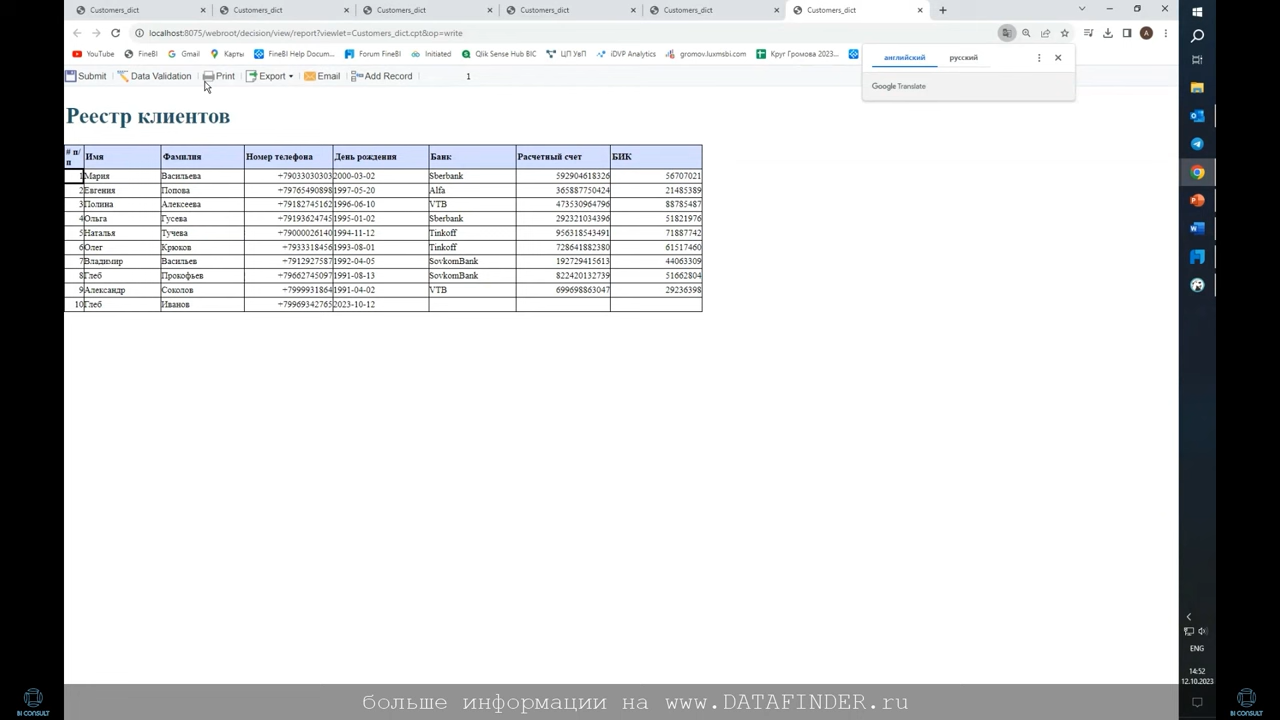 Customers_dict Customers_dict Customers_dict Customers_dict Customers_dict Customers_dict
localhost:8075/webroot/decision/view/report?viewlet=Customers_dict.cpt&op=write
YouTube FineBI Gmail Карты FineBI Help Docum... Forum FineBI Initiated Qlik Sense Hub BIC ЦП УвП iDVP Analytics gromov.luxmsbi.com Круг Громова 2023...
английский русский
Google Translate
Submit Data Validation Print Export Email Add Record 1
Реестр клиентов
# п/п Имя Фамилия Номер телефона День рождения Банк Расчетный счет БИК
1 Мария Васильева +79033030303 2000-03-02 Sberbank 592904618326 56707021
2 Евгения Попова +79765490898 1997-05-20 Alfa 365887750424 21485389
3 Полина Алексеева +79182745162 1996-06-10 VTB 473530964796 88785487
4 Ольга Гусева +79193624745 1995-01-02 Sberbank 292321034396 51821976
5 Наталья Тучева +79000026140 1994-11-12 Tinkoff 956318543491 71887742
6 Олег Крюков +7933318456 1993-08-01 Tinkoff 728641882380 61517460
7 Владимир Васильев +7912927587 1992-04-05 SovkomBank 192729415613 44063309
8 Глеб Прокофьев +79662745097 1991-08-13 SovkomBank 822420132739 51662804
9 Александр Соколов +7999931864 1991-04-02 VTB 699698863047 29236398
10 Глеб Иванов +79969342765 2023-10-12
ENG
14:52
12.10.2023
больше информации на www.DATAFINDER.ru
BI CONSULT
BI CONSULT